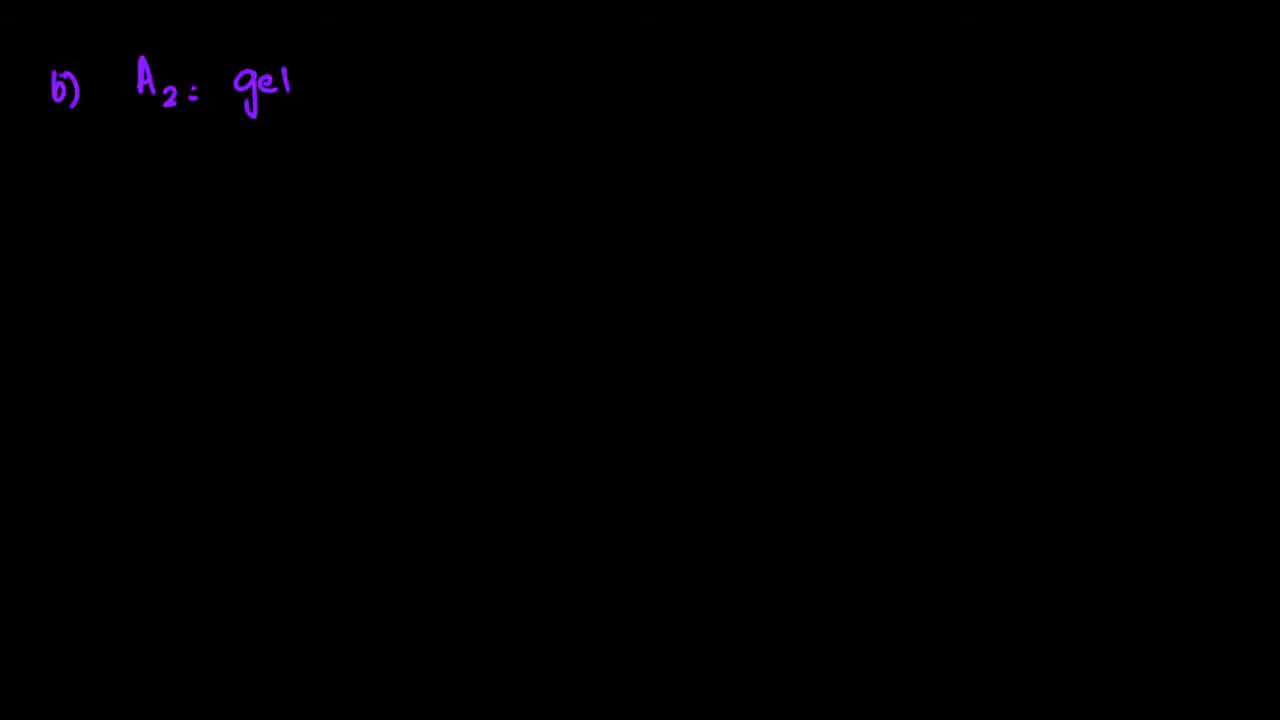 b) A₂ = gel